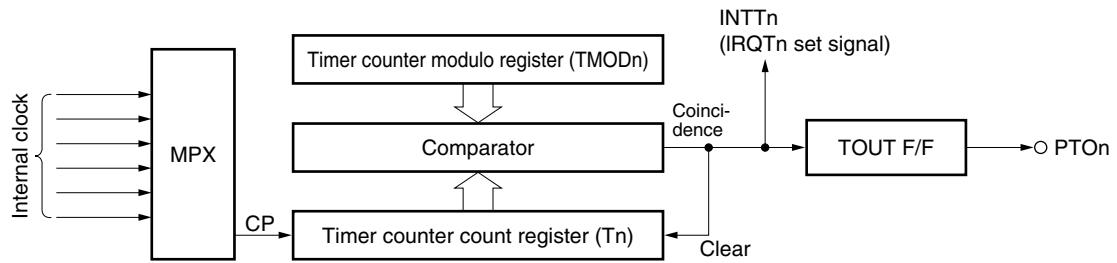 INTTn
(IRQTn set signal)
Timer counter modulo register (TMODn)
Internal clock
MPX
Coinci-
dence
Comparator
TOUT F/F
PTOn
CP
Timer counter count register (Tn)
Clear